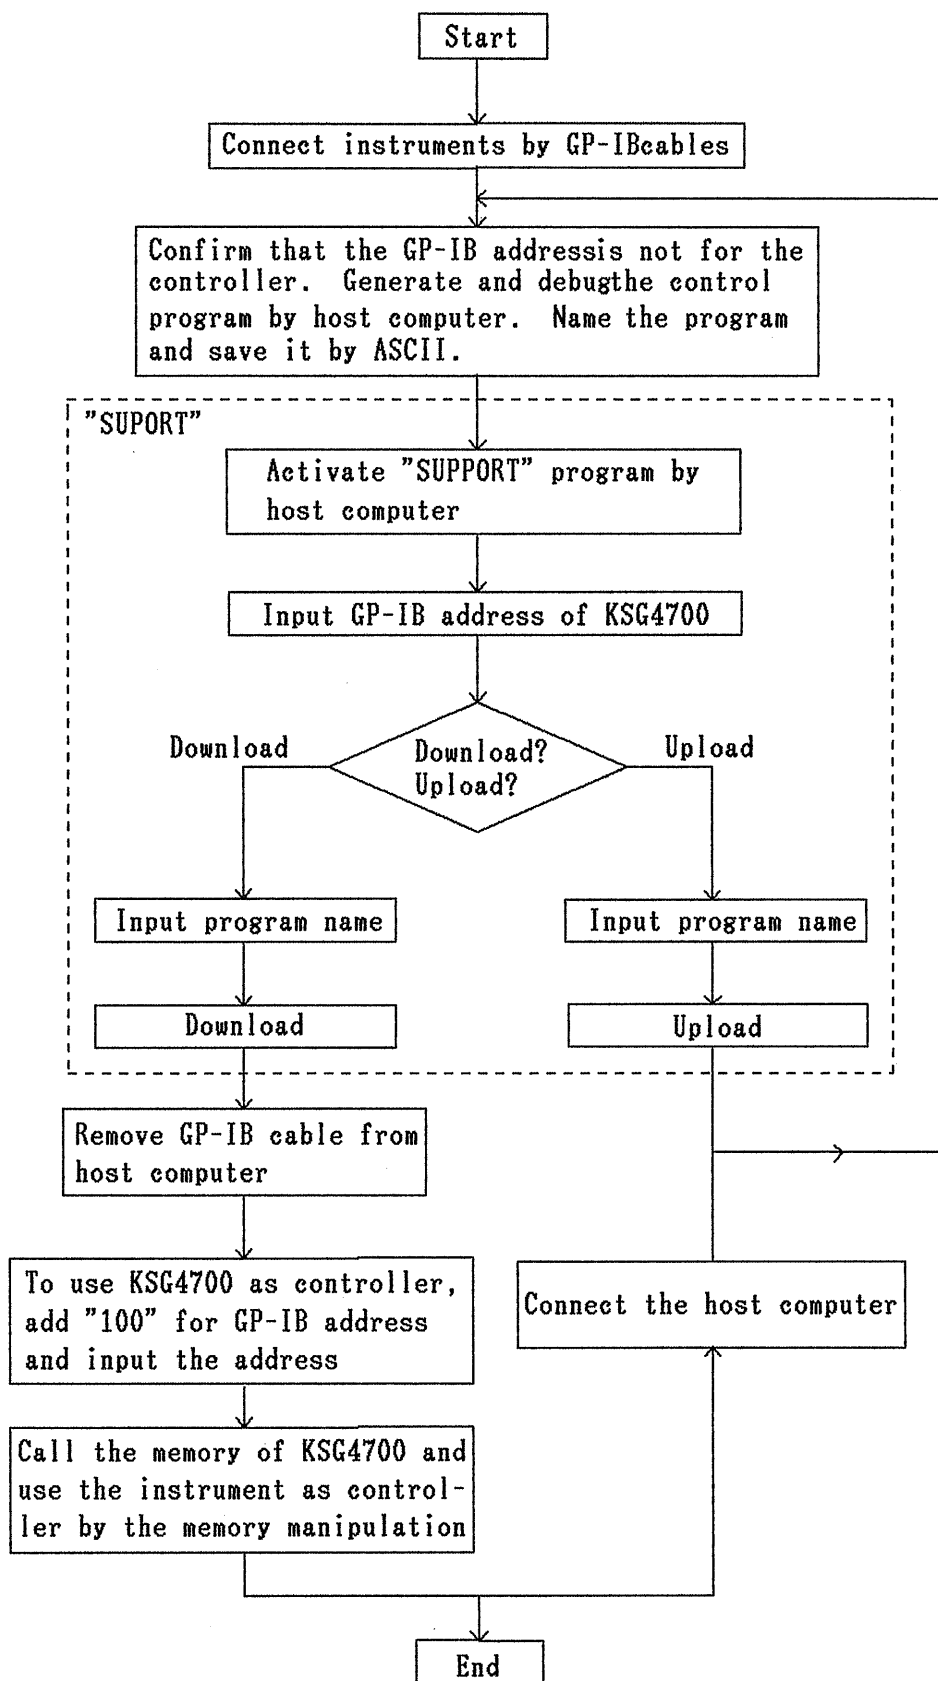 Start
Connect instruments by GP-IBcables
Confirm that the GP-IB addressis not for the
controller. Generate and debugthe control
program by host computer. Name the program
and save it by ASCII.
"SUPORT"
Activate "SUPPORT" program by
host computer
Input GP-IB address of KSG4700
Download?
Upload?
Download
Upload
Input program name
Input program name
Download
Upload
Remove GP-IB cable from
host computer
To use KSG4700 as controller,
add "100" for GP-IB address
and input the address
Connect the host computer
Call the memory of KSG4700 and
use the instrument as control-
ler by the memory manipulation
End